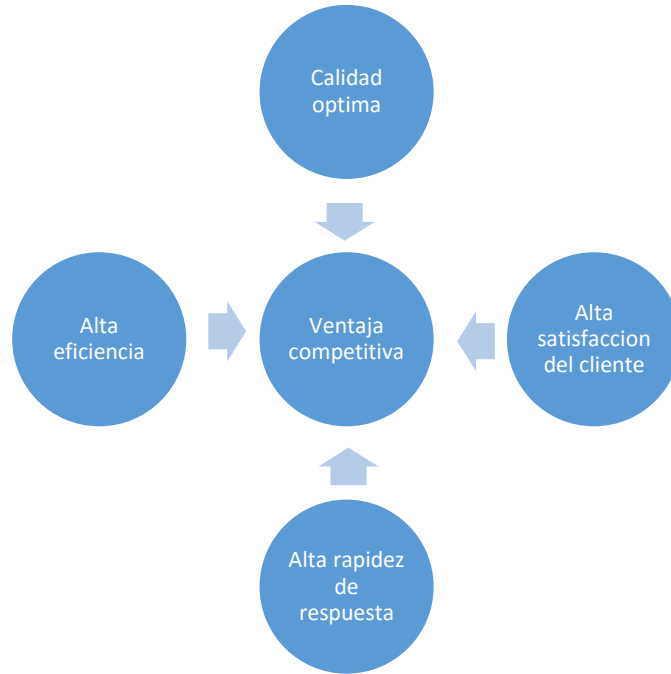 Calidad
optima
Alta
eficiencia
Ventaja
competitiva
Alta
satisfaccion
del cliente
Alta rapidez
de
respuesta